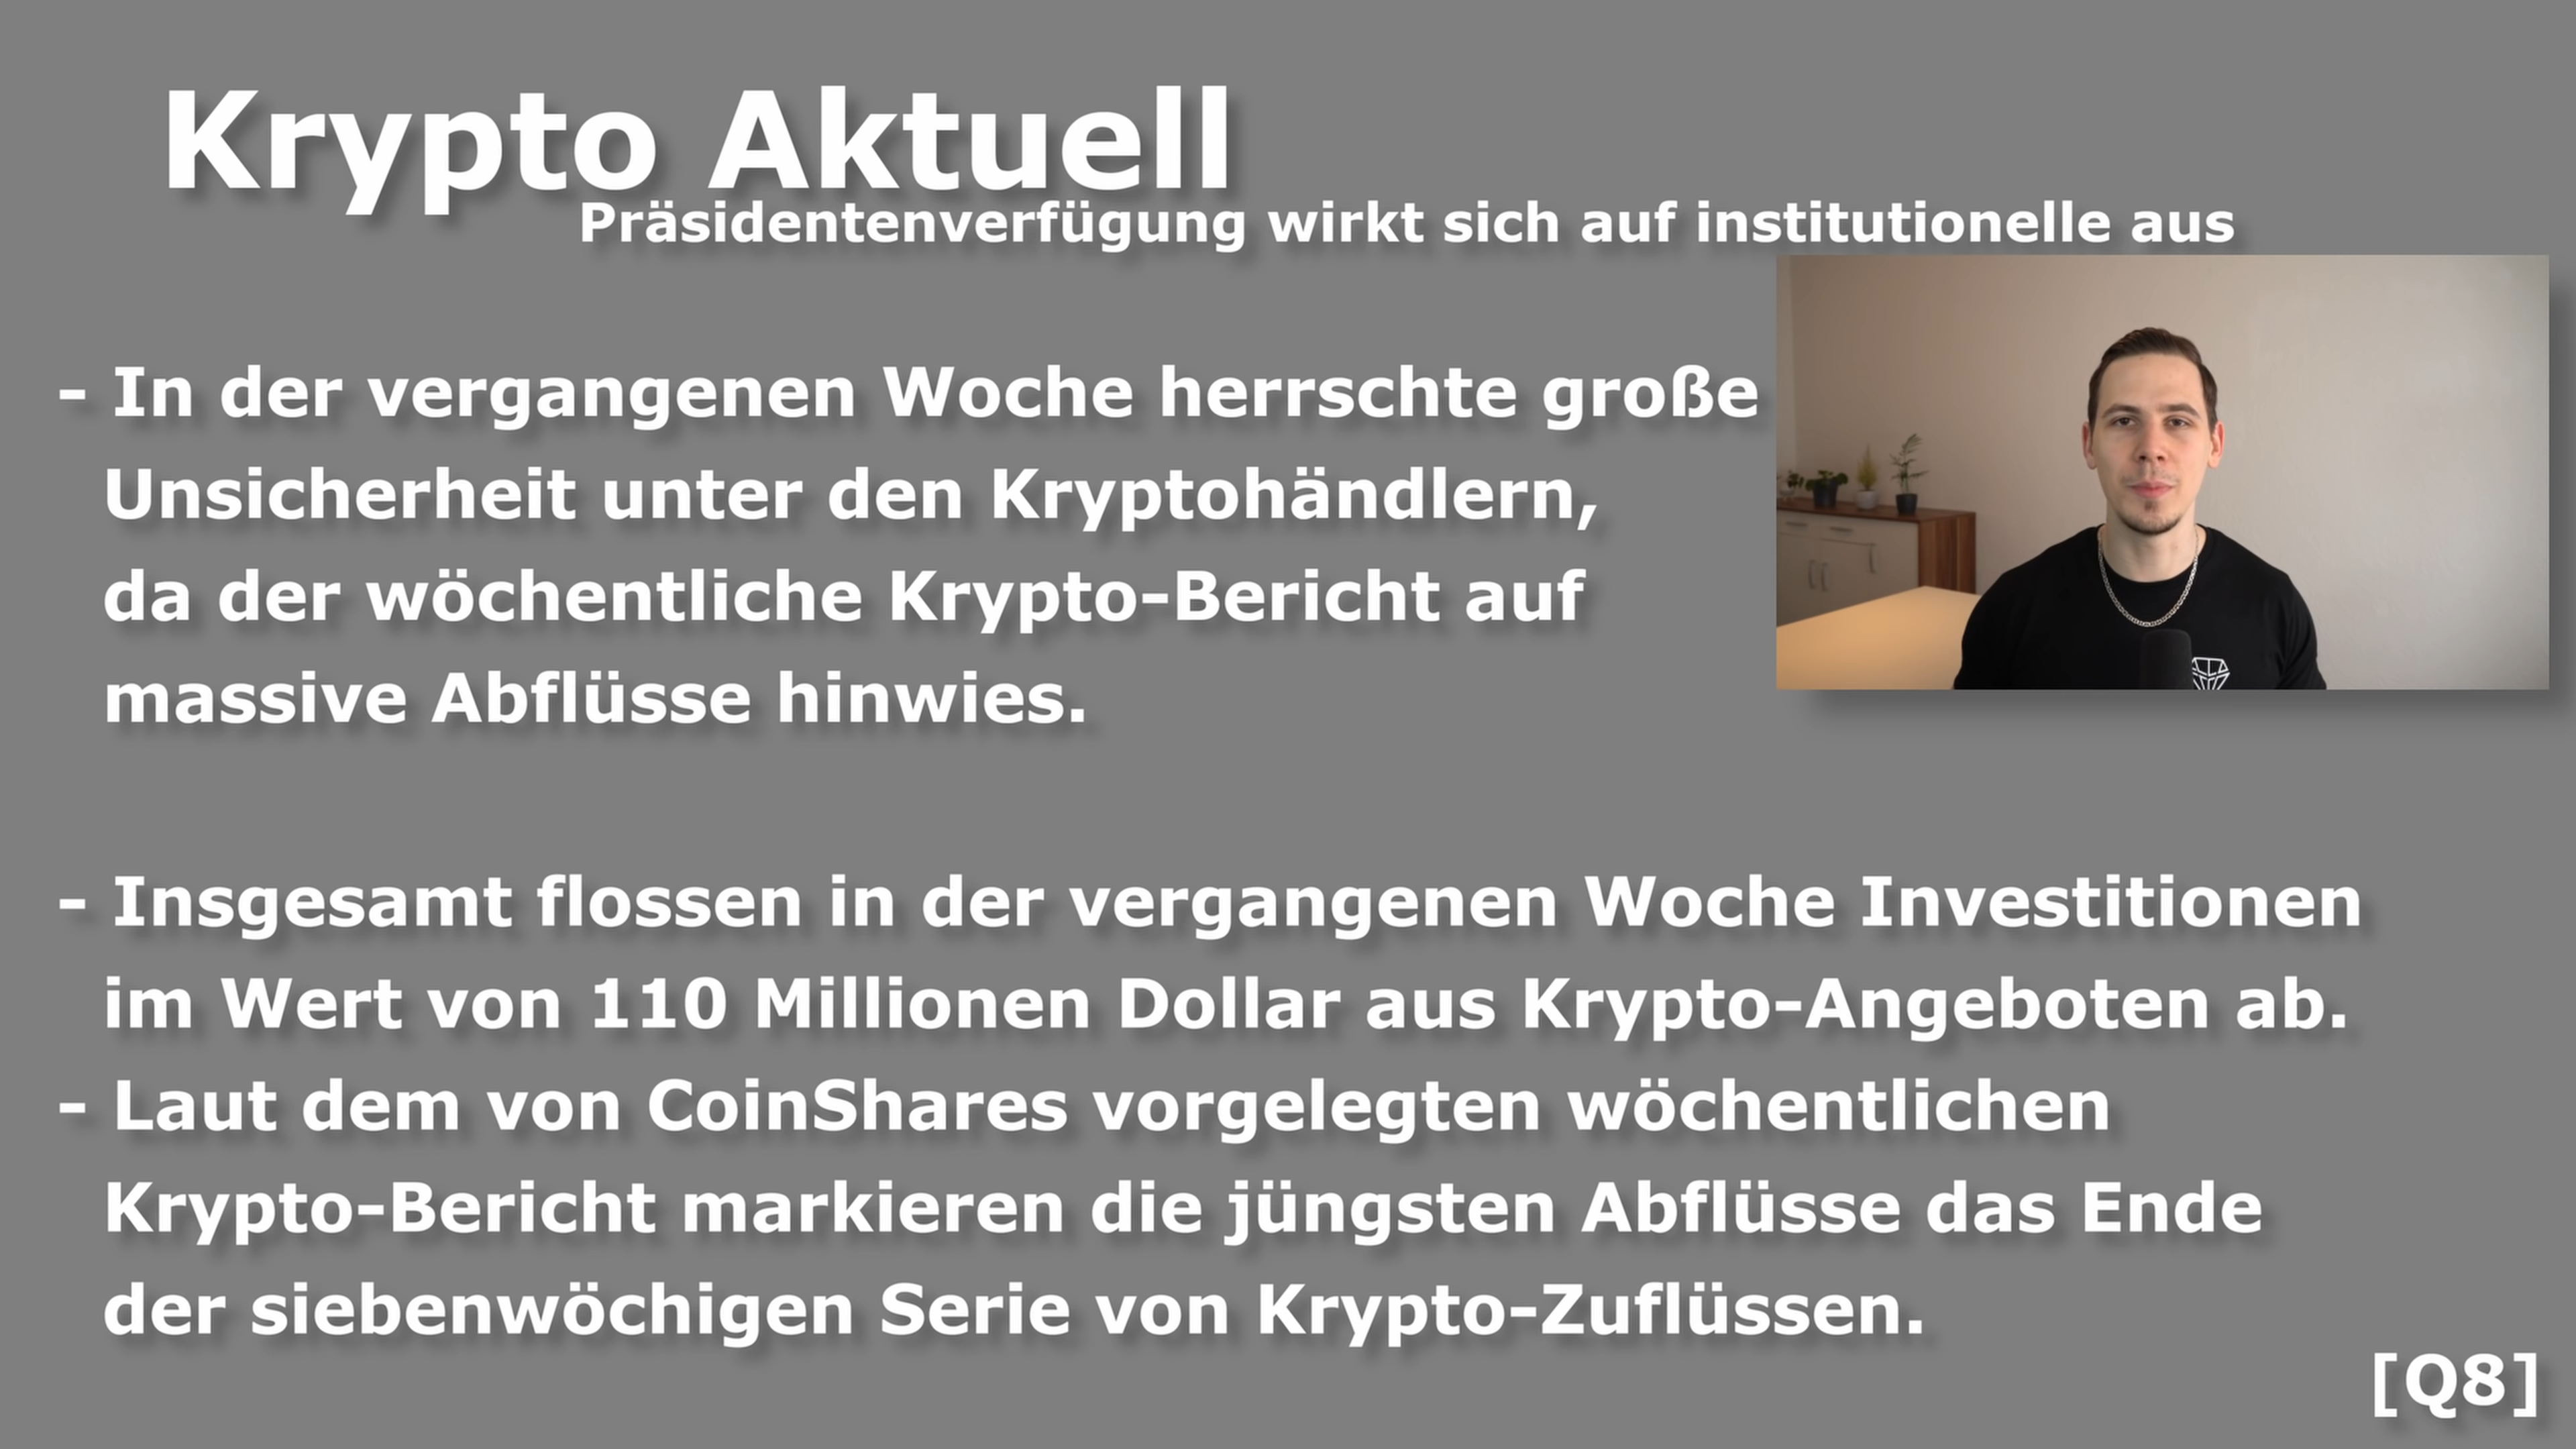 Krypto Aktuell
Präsidentenverfügung wirkt sich auf institutionelle aus
- In der vergangenen Woche herrschte große
Unsicherheit unter den Kryptohändlern,
da der wöchentliche Krypto-Bericht auf
massive Abflüsse hinwies.
- Insgesamt flossen in der vergangenen Woche Investitionen
im Wert von 110 Millionen Dollar aus Krypto-Angeboten ab.
- Laut dem von CoinShares vorgelegten wöchentlichen
Krypto-Bericht markieren die jüngsten Abflüsse das Ende
der siebenwöchigen Serie von Krypto-Zuflüssen.
[Q8]